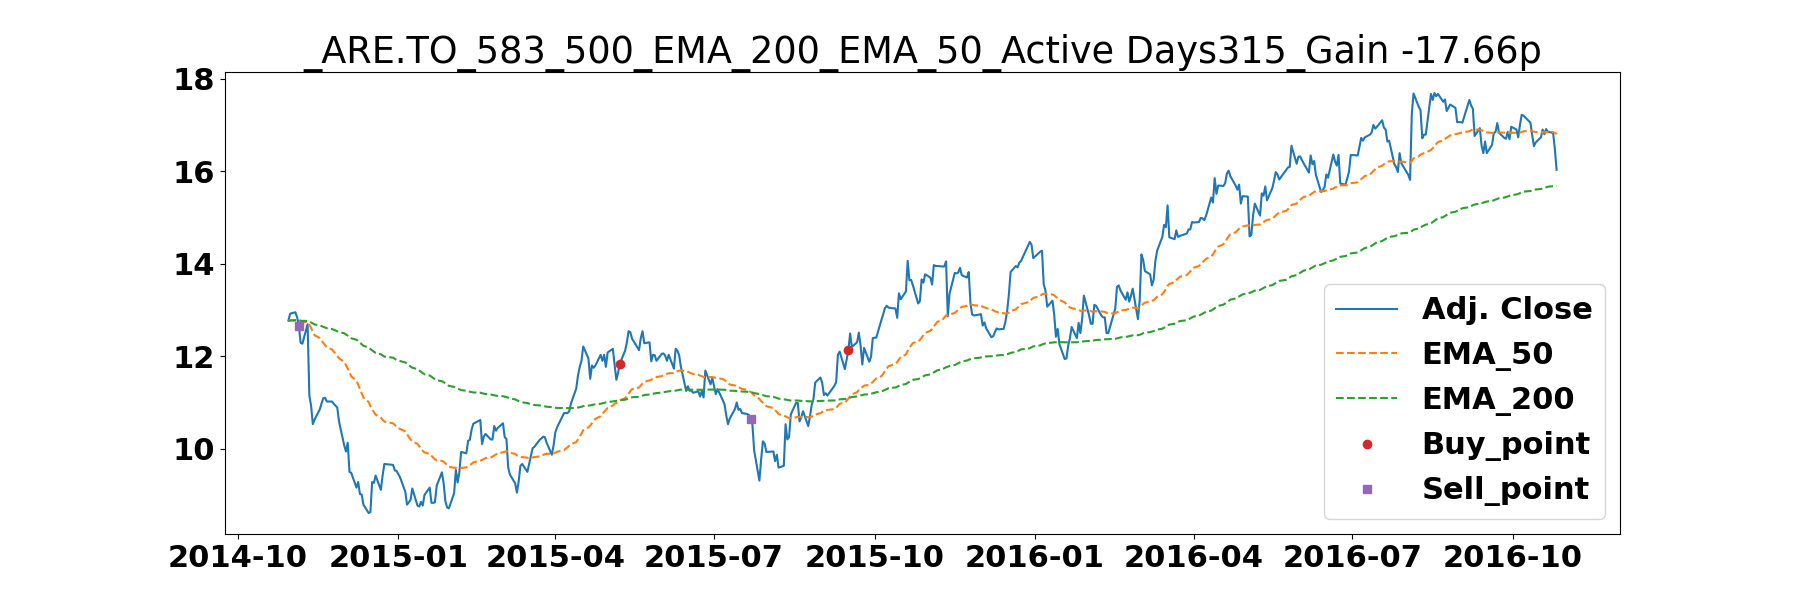 _ARE.TO_583_500_EMA_200_EMA_50_Active Days315_Gain -17.66p
18
16
14
12
10
2014-10 2015-01 2015-04 2015-07 2015-10 2016-01 2016-04 2016-07 2016-10
Adj. Close
EMA_50
EMA_200
Buy_point
Sell_point